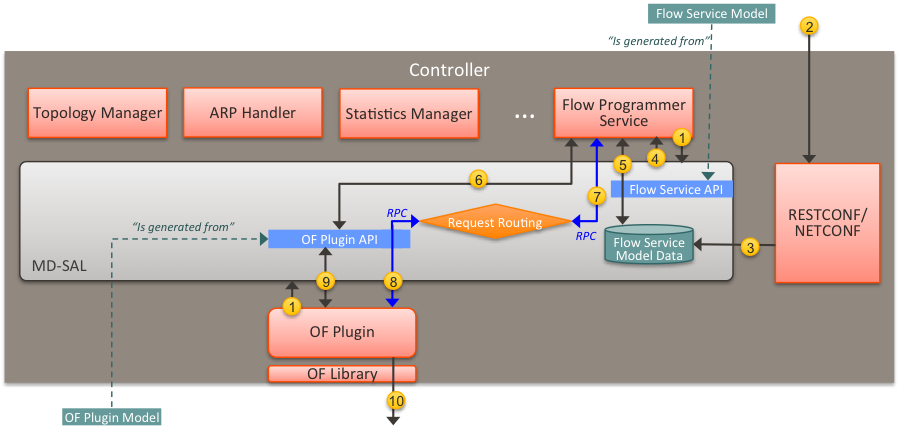 Flow Service Model
2
“Is generated from”
Controller
Topology Manager
ARP Handler
Statistics Manager
...
Flow Programmer
Service
1
4
5
6
7
Flow Service API
RPC
Request Routing
RPC
“Is generated from”
OF Plugin API
Flow Service
Model Data
3
RESTCONF/
NETCONF
MD-SAL
9
8
1
OF Plugin
OF Library
10
OF Plugin Model